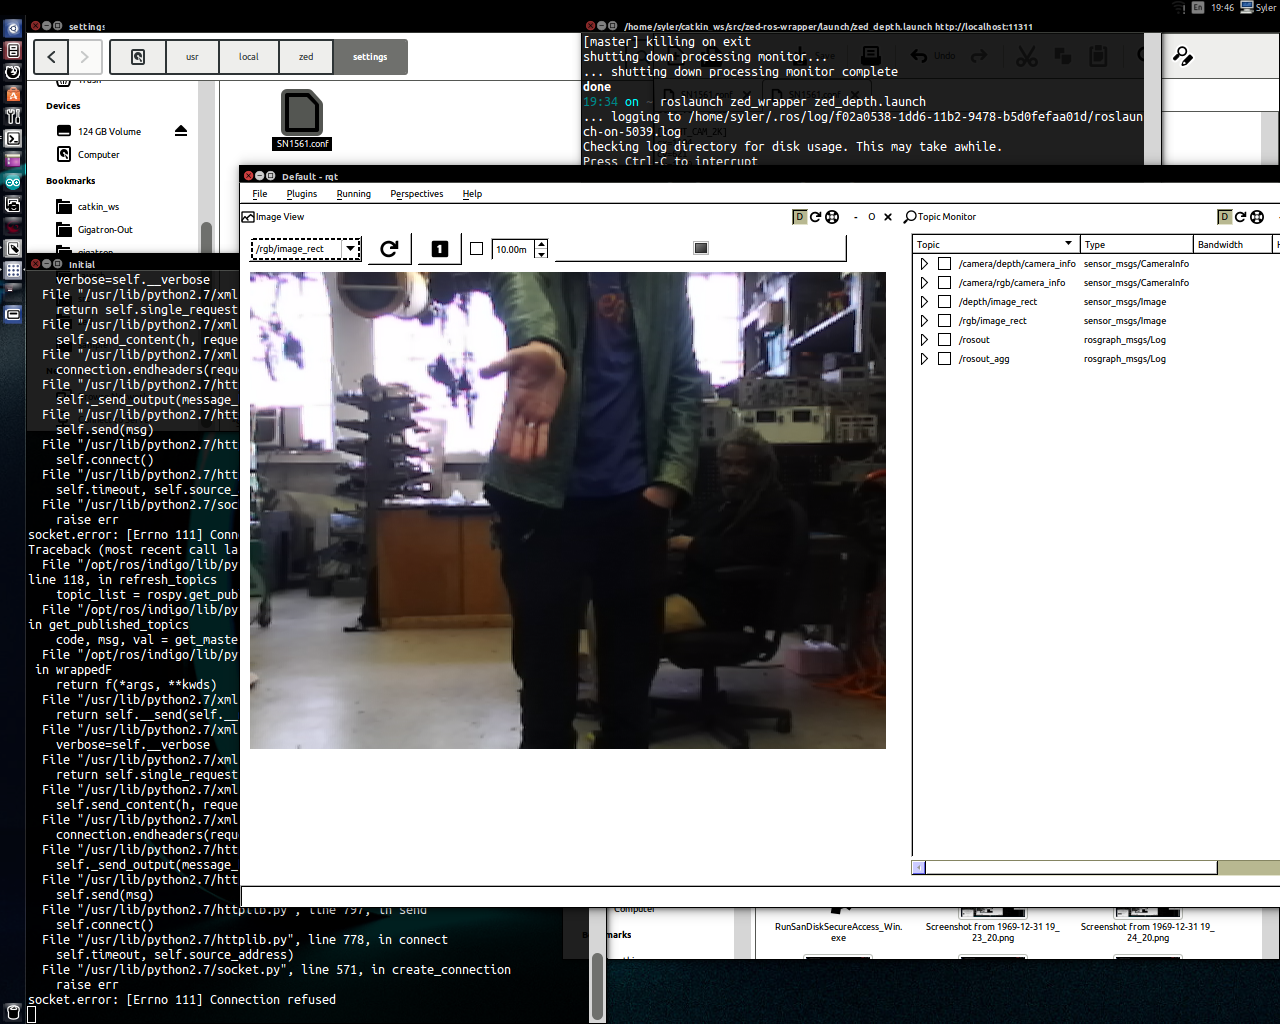 En
19:46
Syler
settings
usr
local
zed
settings
Trash
Devices
124 GB Volume
Computer
Bookmarks
catkin_ws
Gigatron-Out
SN1561.conf
/home/syler/catkin_ws/src/zed-ros-wrapper/launch/zed_depth.launch http://localhost:11311
[master] killing on exit
shutting down processing monitor...
... shutting down processing monitor complete
done
19:34 on ~ roslaunch zed_wrapper zed_depth.launch
... logging to /home/syler/.ros/log/f02a0538-1dd6-11b2-9478-b5d0fefaa01d/roslaun
ch-on-5039.log
Checking log directory for disk usage. This may take awhile.
Press Ctrl-C to interrupt
Undo
Default - rqt
File
Plugins
Running
Perspectives
Help
Image View
D
- O
Topic Monitor
D
/rgb/image_rect
1
10.00m
Topic
Type
Bandwidth
/camera/depth/camera_info
sensor_msgs/CameraInfo
/camera/rgb/camera_info
sensor_msgs/CameraInfo
/depth/image_rect
sensor_msgs/Image
/rgb/image_rect
sensor_msgs/Image
/rosout
rosgraph_msgs/Log
/rosout_agg
rosgraph_msgs/Log
Initial
verbose=self.__verbose
File "/usr/lib/python2.7/xml
return self.single_request
File "/usr/lib/python2.7/xml
self.send_content(h, reque
File "/usr/lib/python2.7/xml
connection.endheaders(requ
File "/usr/lib/python2.7/htt
self._send_output(message_
File "/usr/lib/python2.7/htt
self.send(msg)
File "/usr/lib/python2.7/htt
self.connect()
File "/usr/lib/python2.7/htt
self.timeout, self.source_
File "/usr/lib/python2.7/soc
raise err
socket.error: [Errno 111] Conn
Traceback (most recent call la
File "/opt/ros/indigo/lib/py
line 118, in refresh_topics
topic_list = rospy.get_pub
File "/opt/ros/indigo/lib/py
in get_published_topics
code, msg, val = get_maste
File "/opt/ros/indigo/lib/py
in wrappedF
return f(*args, **kwds)
File "/usr/lib/python2.7/xml
return self.__send(self.__
File "/usr/lib/python2.7/xml
verbose=self.__verbose
File "/usr/lib/python2.7/xml
return self.single_request
File "/usr/lib/python2.7/xml
self.send_content(h, reque
File "/usr/lib/python2.7/xml
connection.endheaders(requ
File "/usr/lib/python2.7/htt
self._send_output(message_
File "/usr/lib/python2.7/htt
self.send(msg)
File "/usr/lib/python2.7/httplib.py", line 797, in send
self.connect()
File "/usr/lib/python2.7/httplib.py", line 778, in connect
self.timeout, self.source_address)
File "/usr/lib/python2.7/socket.py", line 571, in create_connection
raise err
socket.error: [Errno 111] Connection refused
Computer
marks
RunSanDiskSecureAccess_Win.
exe
Screenshot from 1969-12-31 19_
23_20.png
Screenshot from 1969-12-31 19_
24_20.png